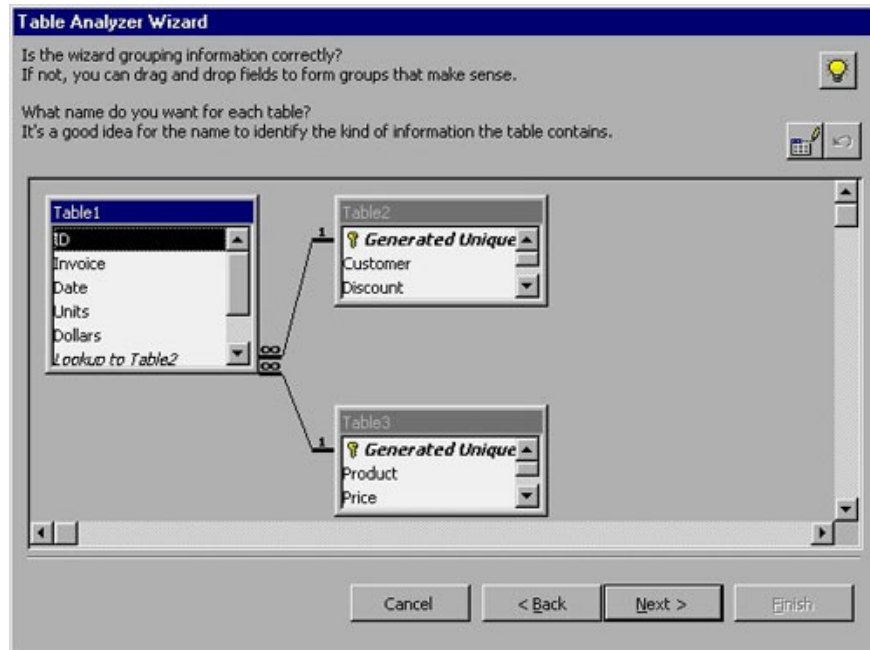 Table Analyzer Wizard
Is the wizard grouping information correctly?
If not, you can drag and drop fields to form groups that make sense.
What name do you want for each table?
It's a good idea for the name to identify the kind of information the table contains.
Table1
ID
Invoice
Date
Units
Dollars
Lookup to Table2
1
Table2
Generated Unique
Customer
Discount
∞
∞
1
Table3
Generated Unique
Product
Price
Cancel
< Back
Next >
Finish